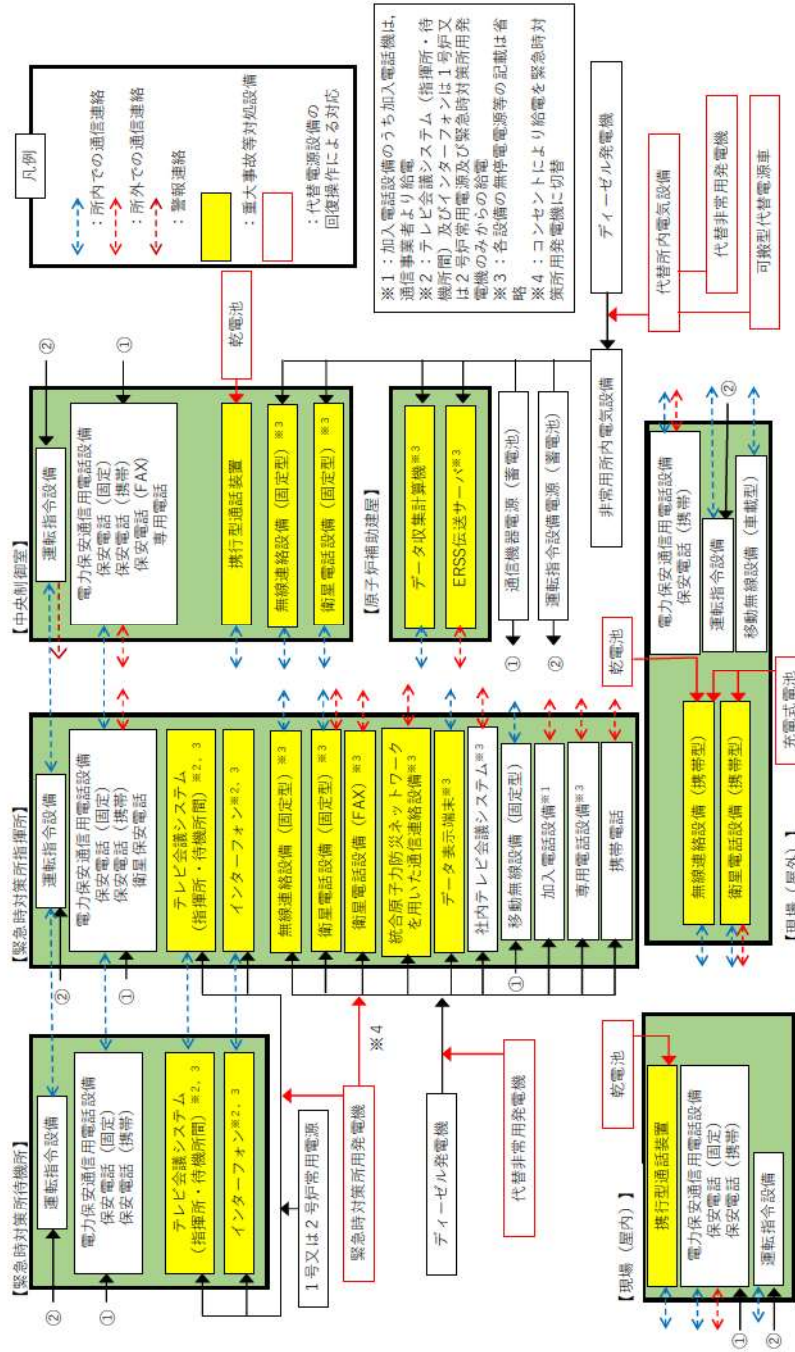 【緊急時対策所待機所】
②
運転指令設備
①
電力保安通信用電話設備
保安電話（固定）
保安電話（携帯）
テレビ会議システム
（指揮所・待機所間）※2，3
インターフォン※2，3
1号又は2号炉常用電源
緊急時対策所用発電機
※4
ディーゼル発電機
代替非常用発電機
【緊急時対策所指揮所】
②
運転指令設備
①
電力保安通信用電話設備
保安電話（固定）
保安電話（携帯）
衛星保安電話
テレビ会議システム
（指揮所・待機所間）※2，3
インターフォン※2，3
無線連絡設備（固定型）※3
衛星電話設備（固定型）※3
衛星電話設備（FAX）※3
統合原子力防災ネットワーク
を用いた通信連絡設備※3
データ表示端末※3
社内テレビ会議システム※3
①
移動無線設備（固定型）
加入電話設備※1
専用電話設備※3
携帯電話
【中央制御室】
運転指令設備
②
電力保安通信用電話設備
保安電話（固定）
保安電話（携帯）
保安電話（FAX）
専用電話
①
携行型通話装置
乾電池
無線連絡設備（固定型）※3
衛星電話設備（固定型）※3
【原子炉補助建屋】
データ収集計算機※3
ERSS伝送サーバ※3
①
通信機器電源（蓄電池）
②
運転指令設備電源（蓄電池）
非常用所内電気設備
ディーゼル発電機
代替所内電気設備
代替非常用発電機
可搬型代替電源車
凡例
：所内での通信連絡
：所外での通信連絡
：警報連絡
：重大事故等対処設備
：代替電源設備の
回復操作による対応
※1：加入電話設備のうち加入電話機は，
通信事業者より給電
※2：テレビ会議システム（指揮所・待
機所間）及びインターフォンは1号炉又
は2号炉常用電源及び緊急時対策所用発
電機のみからの給電
※3：各設備の無停電電源等の記載は省
略
※4：コンセントにより給電を緊急時対
策所用発電機に切替
【現場（屋内）】
携行型通話装置
乾電池
電力保安通信用電話設備
保安電話（固定）
保安電話（携帯）
①
運転指令設備
②
【現場（屋外）】
無線連絡設備（携帯型）
衛星電話設備（携帯型）
乾電池
充電式電池
電力保安通信用電話設備
保安電話（携帯）
運転指令設備
②
移動無線設備（車載型）